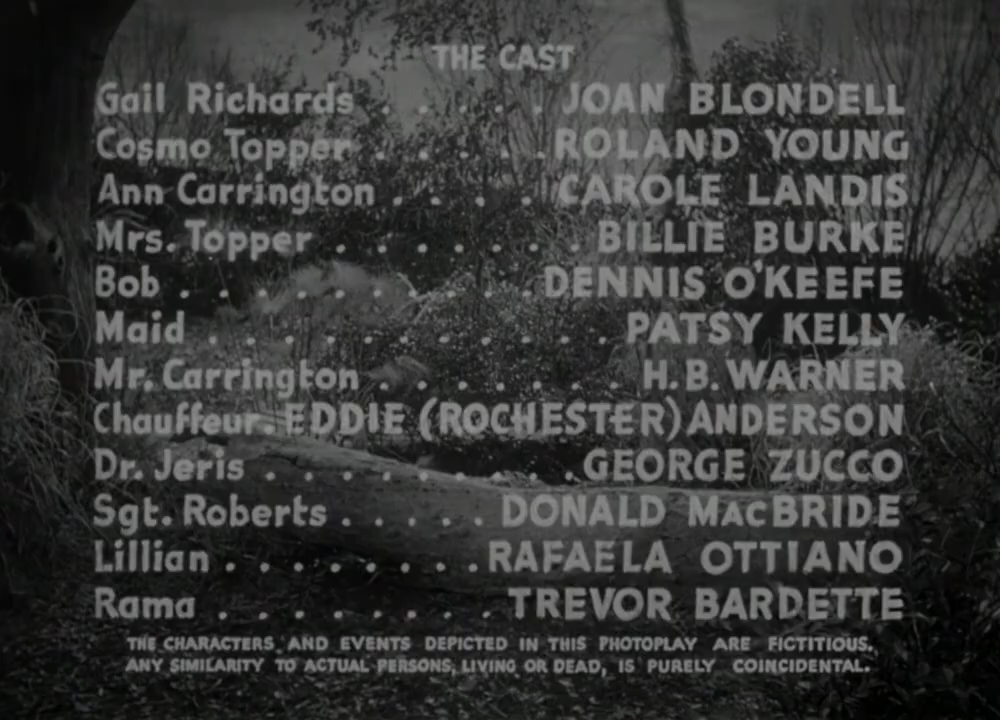 THE CAST
Gail Richards . . . . . JOAN BLONDELL
Cosmo Topper . . . . . ROLAND YOUNG
Ann Carrington . . . . CAROLE LANDIS
Mrs. Topper . . . . . . . BILLIE BURKE
Bob . . . . . . . . . . DENNIS O'KEEFE
Maid . . . . . . . . . . . PATSY KELLY
Mr. Carrington . . . . . . . H. B. WARNER
Chauffeur. EDDIE (ROCHESTER) ANDERSON
Dr. Jeris . . . . . . . . . GEORGE ZUCCO
Sgt. Roberts . . . . . DONALD MacBRIDE
Lillian . . . . . . . . . RAFAELA OTTIANO
Rama . . . . . . . . TREVOR BARDETTE
THE CHARACTERS AND EVENTS DEPICTED IN THIS PHOTOPLAY ARE FICTITIOUS.
ANY SIMILARITY TO ACTUAL PERSONS, LIVING OR DEAD, IS PURELY COINCIDENTAL.